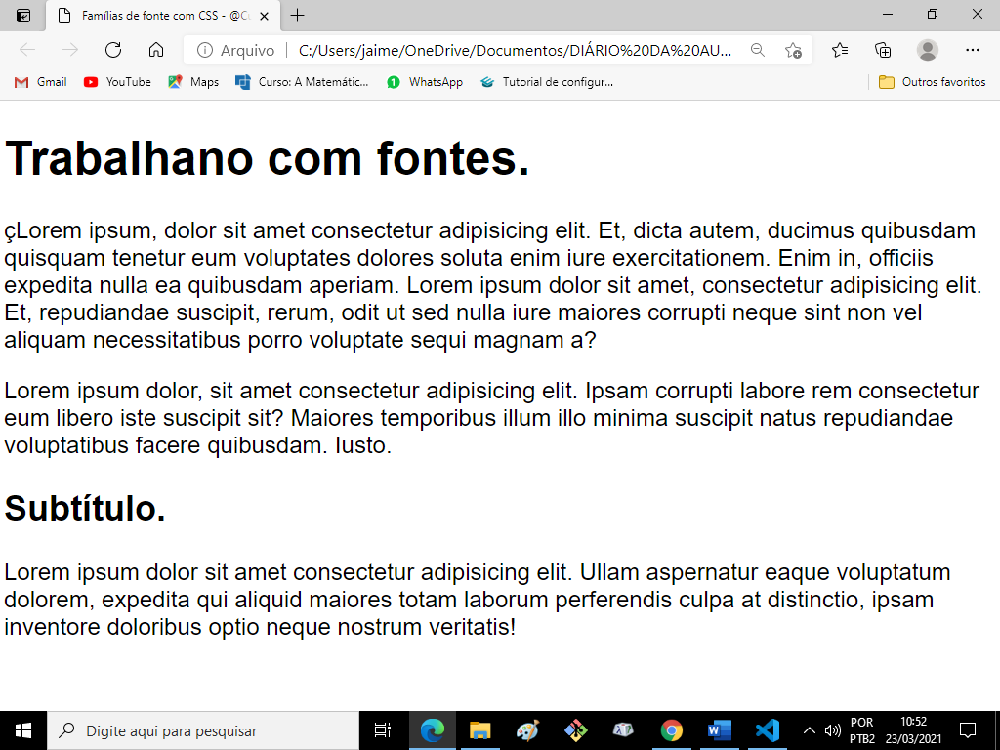 Famílias de fonte com CSS - @Cu
Arquivo
C:/Users/jaime/OneDrive/Documentos/DIÁRIO%20DA%20AU...
Gmail
YouTube
Maps
Curso: A Matemátic...
WhatsApp
Tutorial de configur...
Outros favoritos
Trabalhano com fontes.
çLorem ipsum, dolor sit amet consectetur adipisicing elit. Et, dicta autem, ducimus quibusdam
quisquam tenetur eum voluptates dolores soluta enim iure exercitationem. Enim in, officiis
expedita nulla ea quibusdam aperiam. Lorem ipsum dolor sit amet, consectetur adipisicing elit.
Et, repudiandae suscipit, rerum, odit ut sed nulla iure maiores corrupti neque sint non vel
aliquam necessitatibus porro voluptate sequi magnam a?
Lorem ipsum dolor, sit amet consectetur adipisicing elit. Ipsam corrupti labore rem consectetur
eum libero iste suscipit sit? Maiores temporibus illum illo minima suscipit natus repudiandae
voluptatibus facere quibusdam. Iusto.
Subtítulo.
Lorem ipsum dolor sit amet consectetur adipisicing elit. Ullam aspernatur eaque voluptatum
dolorem, expedita qui aliquid maiores totam laborum perferendis culpa at distinctio, ipsam
inventore doloribus optio neque nostrum veritatis!
Digite aqui para pesquisar
POR
PTB2
10:52
23/03/2021